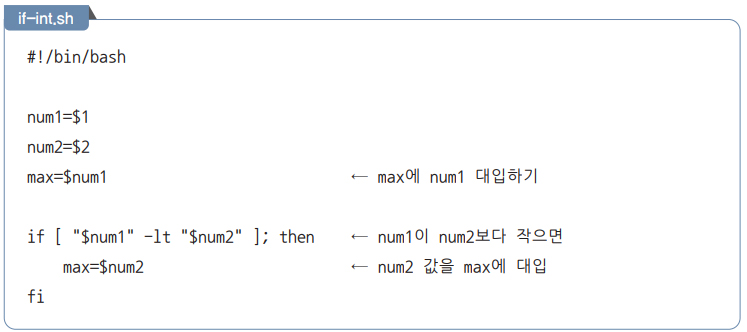 if-int.sh
#!/bin/bash
num1=$1
num2=$2
max=$num1 ← max에 num1 대입하기
if [ "$num1" -lt "$num2" ]; then ← num1이 num2보다 작으면
max=$num2 ← num2 값을 max에 대입
fi